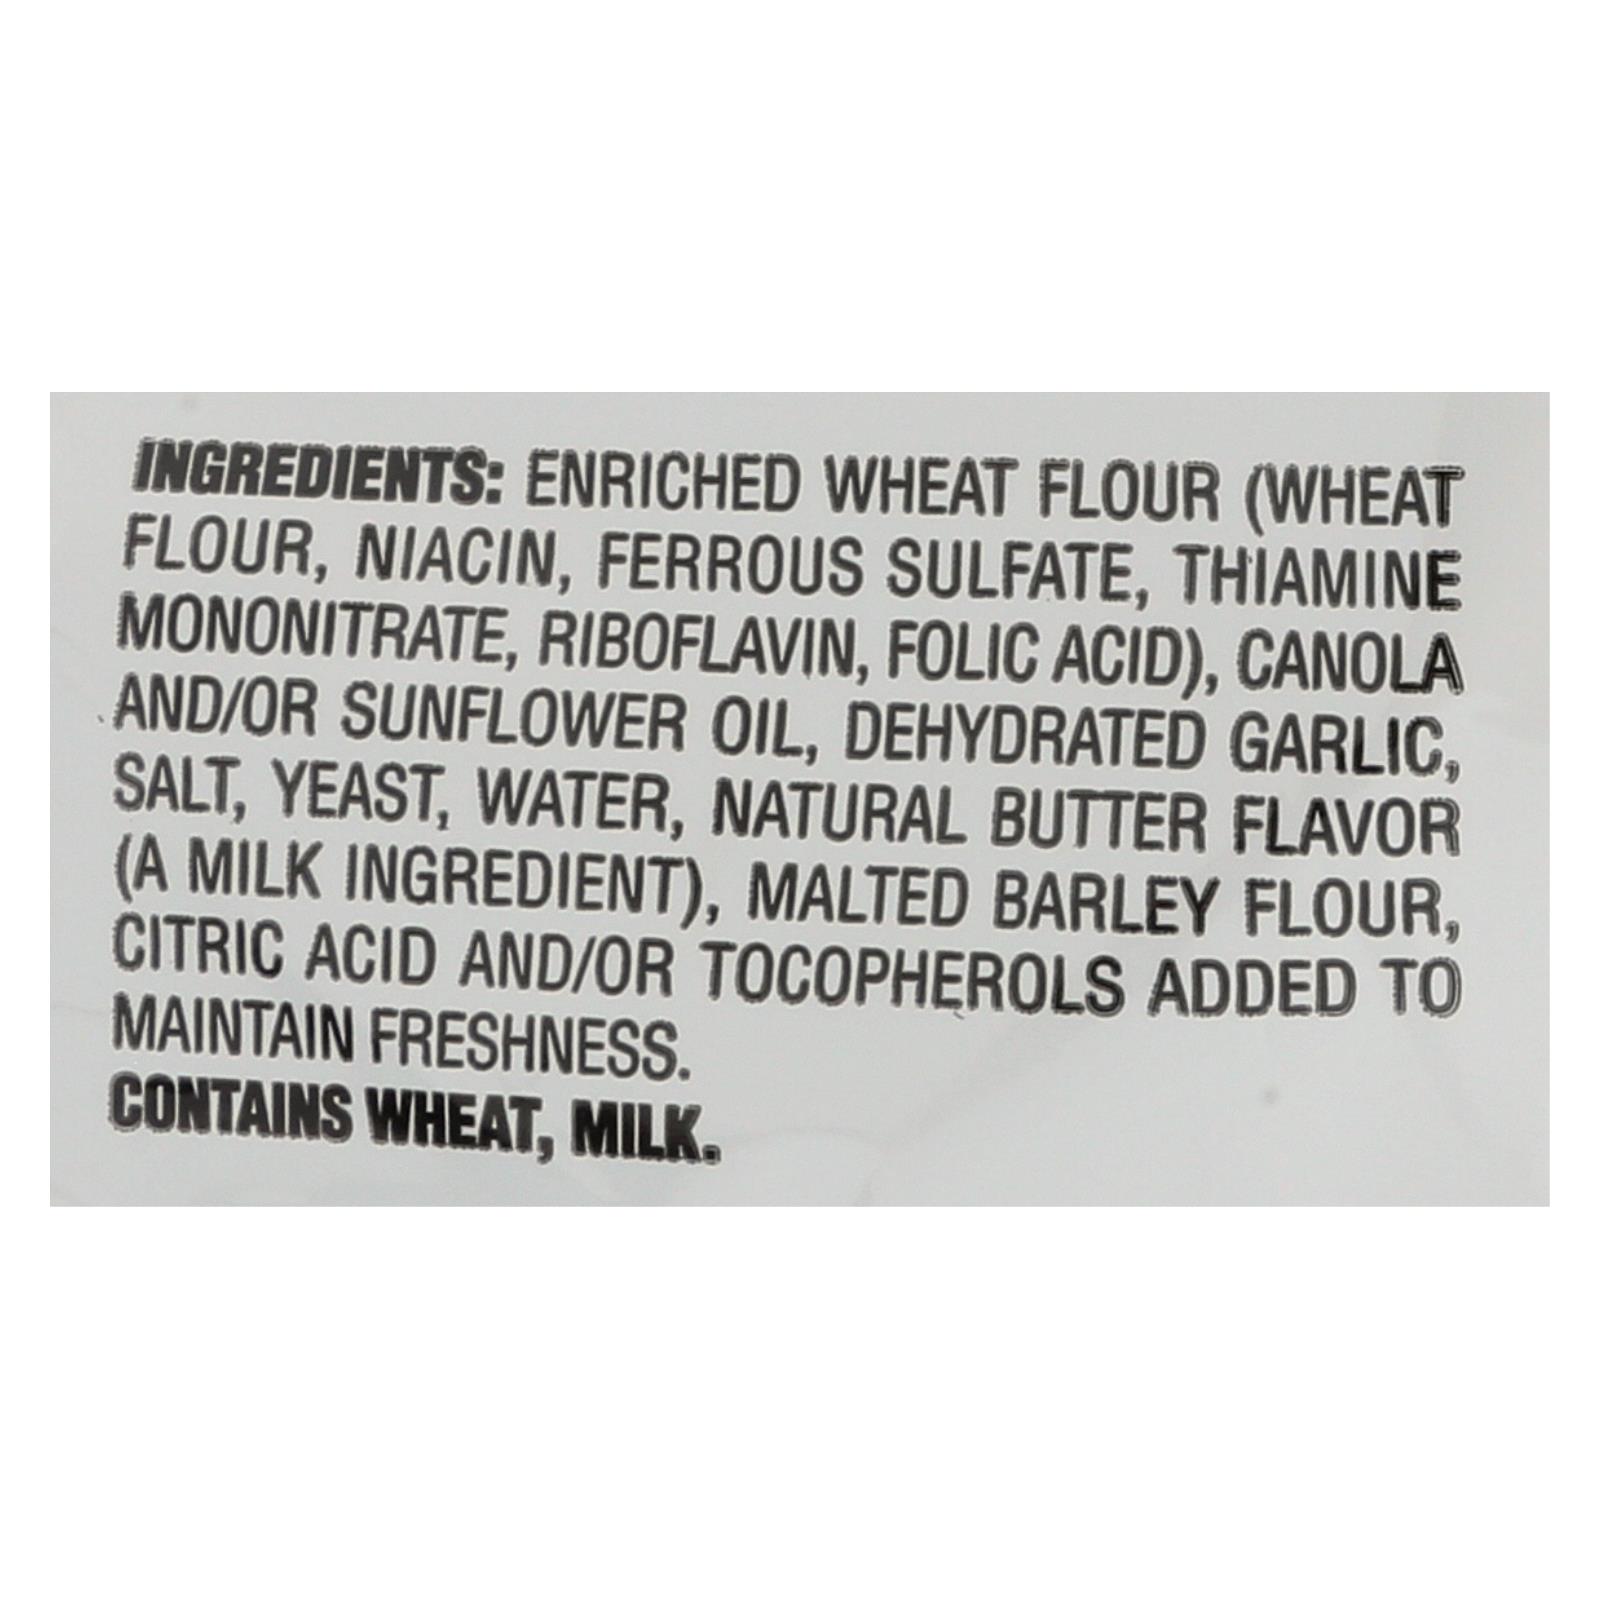 INGREDIENTS: ENRICHED WHEAT FLOUR (WHEAT
FLOUR, NIACIN, FERROUS SULFATE, THIAMINE
MONONITRATE, RIBOFLAVIN, FOLIC ACID), CANOLA
AND/OR SUNFLOWER OIL, DEHYDRATED GARLIC,
SALT, YEAST, WATER, NATURAL BUTTER FLAVOR
(A MILK INGREDIENT), MALTED BARLEY FLOUR,
CITRIC ACID AND/OR TOCOPHEROLS ADDED TO
MAINTAIN FRESHNESS.
CONTAINS WHEAT, MILK.